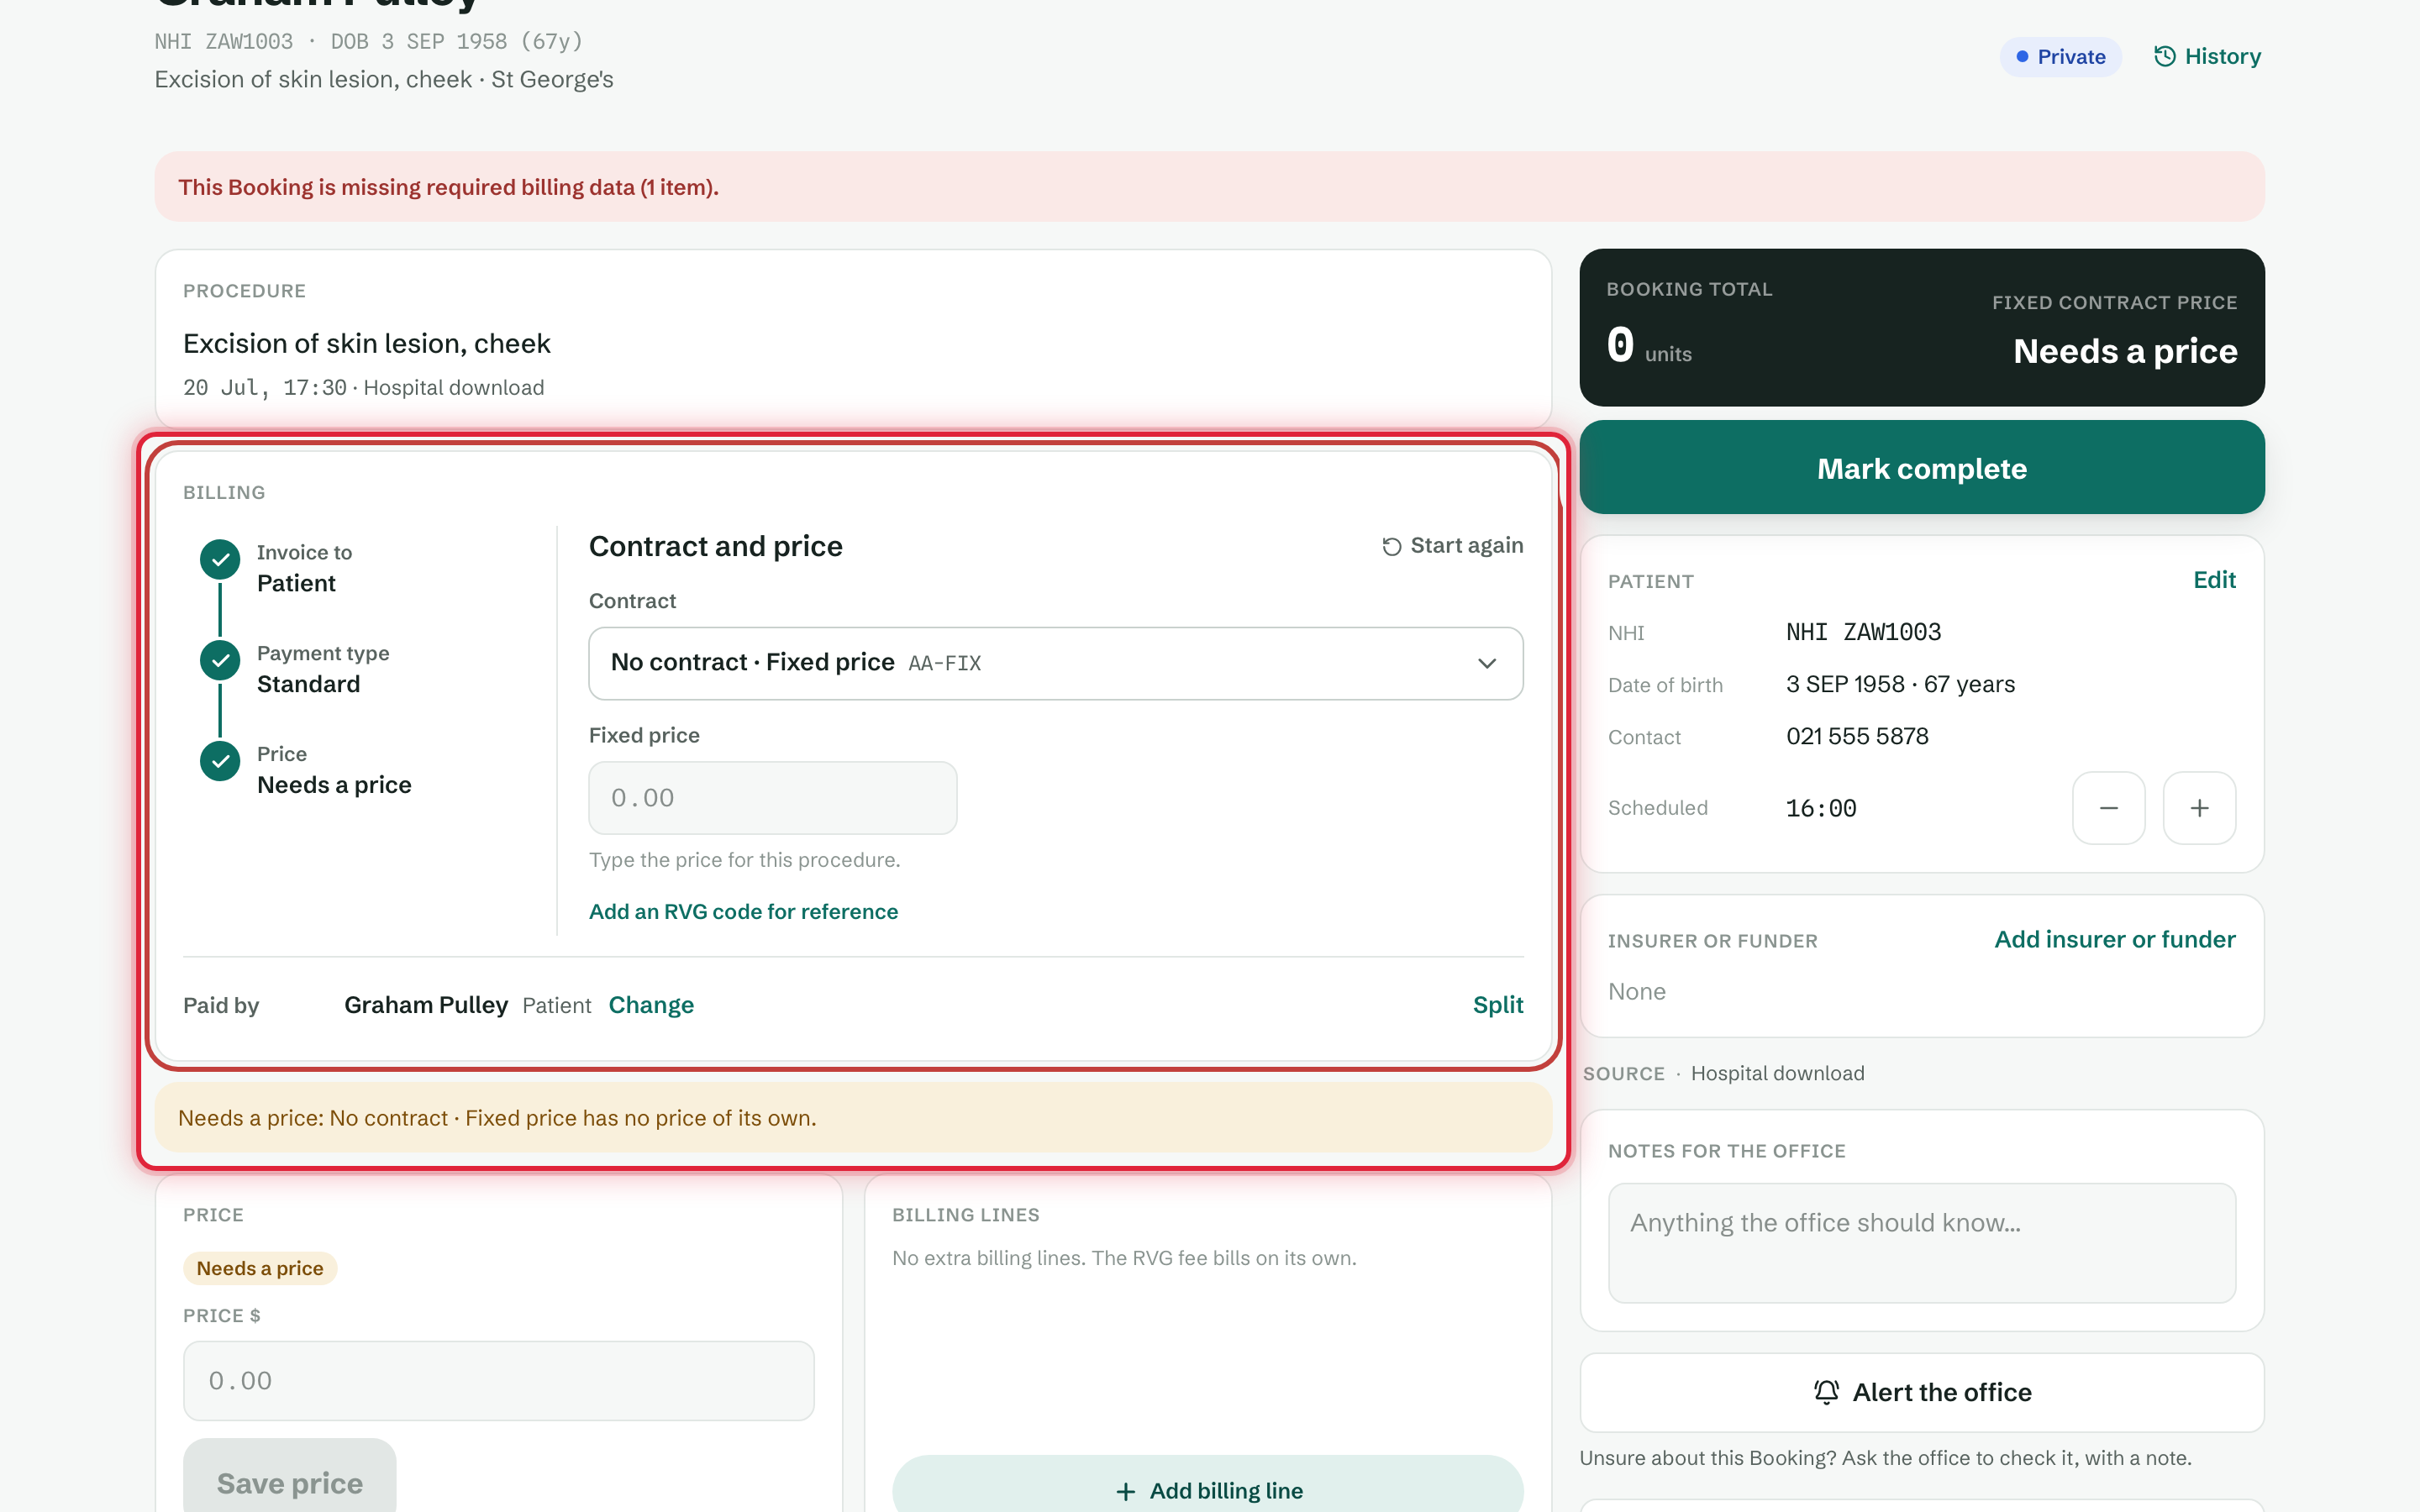 Graham Pulley
NHI ZAW1003 · DOB 3 SEP 1958 (67y)
Excision of skin lesion, cheek · St George's
Private
History
This Booking is missing required billing data (1 item).
PROCEDURE
Excision of skin lesion, cheek
20 Jul, 17:30 · Hospital download
BILLING
Invoice to
Patient
Payment type
Standard
Price
Needs a price
Contract and price
Start again
Contract
No contract · Fixed price AA-FIX
Fixed price
0.00
Type the price for this procedure.
Add an RVG code for reference
Paid by Graham Pulley Patient Change Split
Needs a price: No contract · Fixed price has no price of its own.
PRICE
Needs a price
PRICE $
0.00
Save price
BILLING LINES
No extra billing lines. The RVG fee bills on its own.
+ Add billing line
BOOKING TOTAL
0 units
FIXED CONTRACT PRICE
Needs a price
Mark complete
PATIENT
Edit
NHI NHI ZAW1003
Date of birth 3 SEP 1958 · 67 years
Contact 021 555 5878
Scheduled 16:00 − +
INSURER OR FUNDER
Add insurer or funder
None
SOURCE · Hospital download
NOTES FOR THE OFFICE
Anything the office should know...
Alert the office
Unsure about this Booking? Ask the office to check it, with a note.